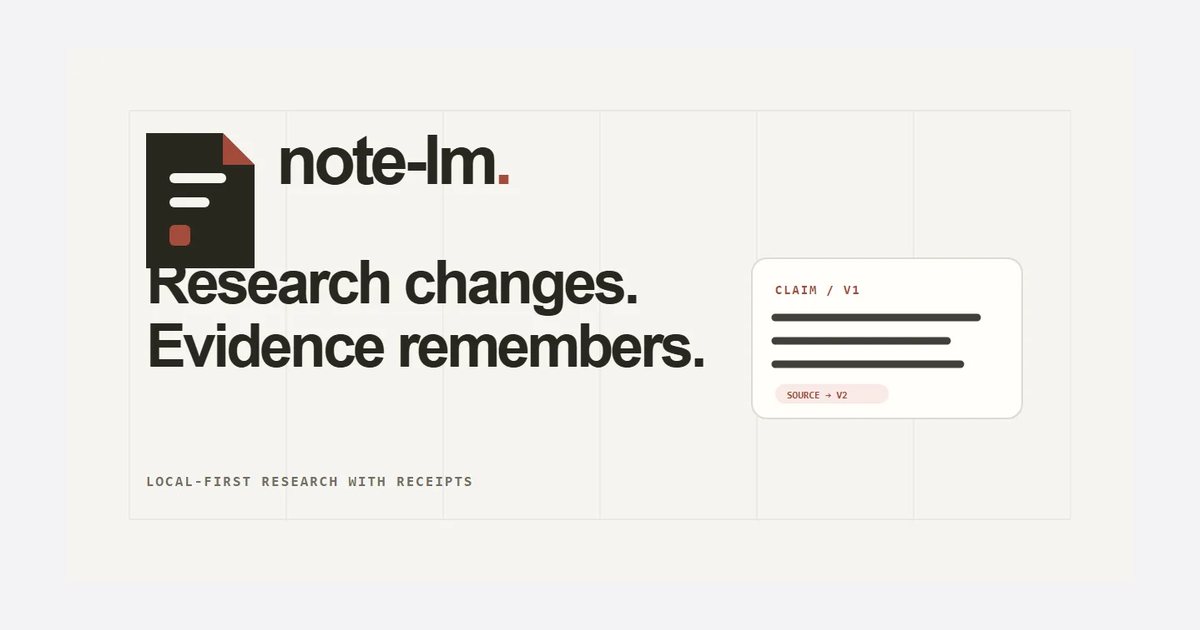 note-lm.
Research changes.
Evidence remembers.
CLAIM / V1
SOURCE → V2
LOCAL-FIRST RESEARCH WITH RECEIPTS